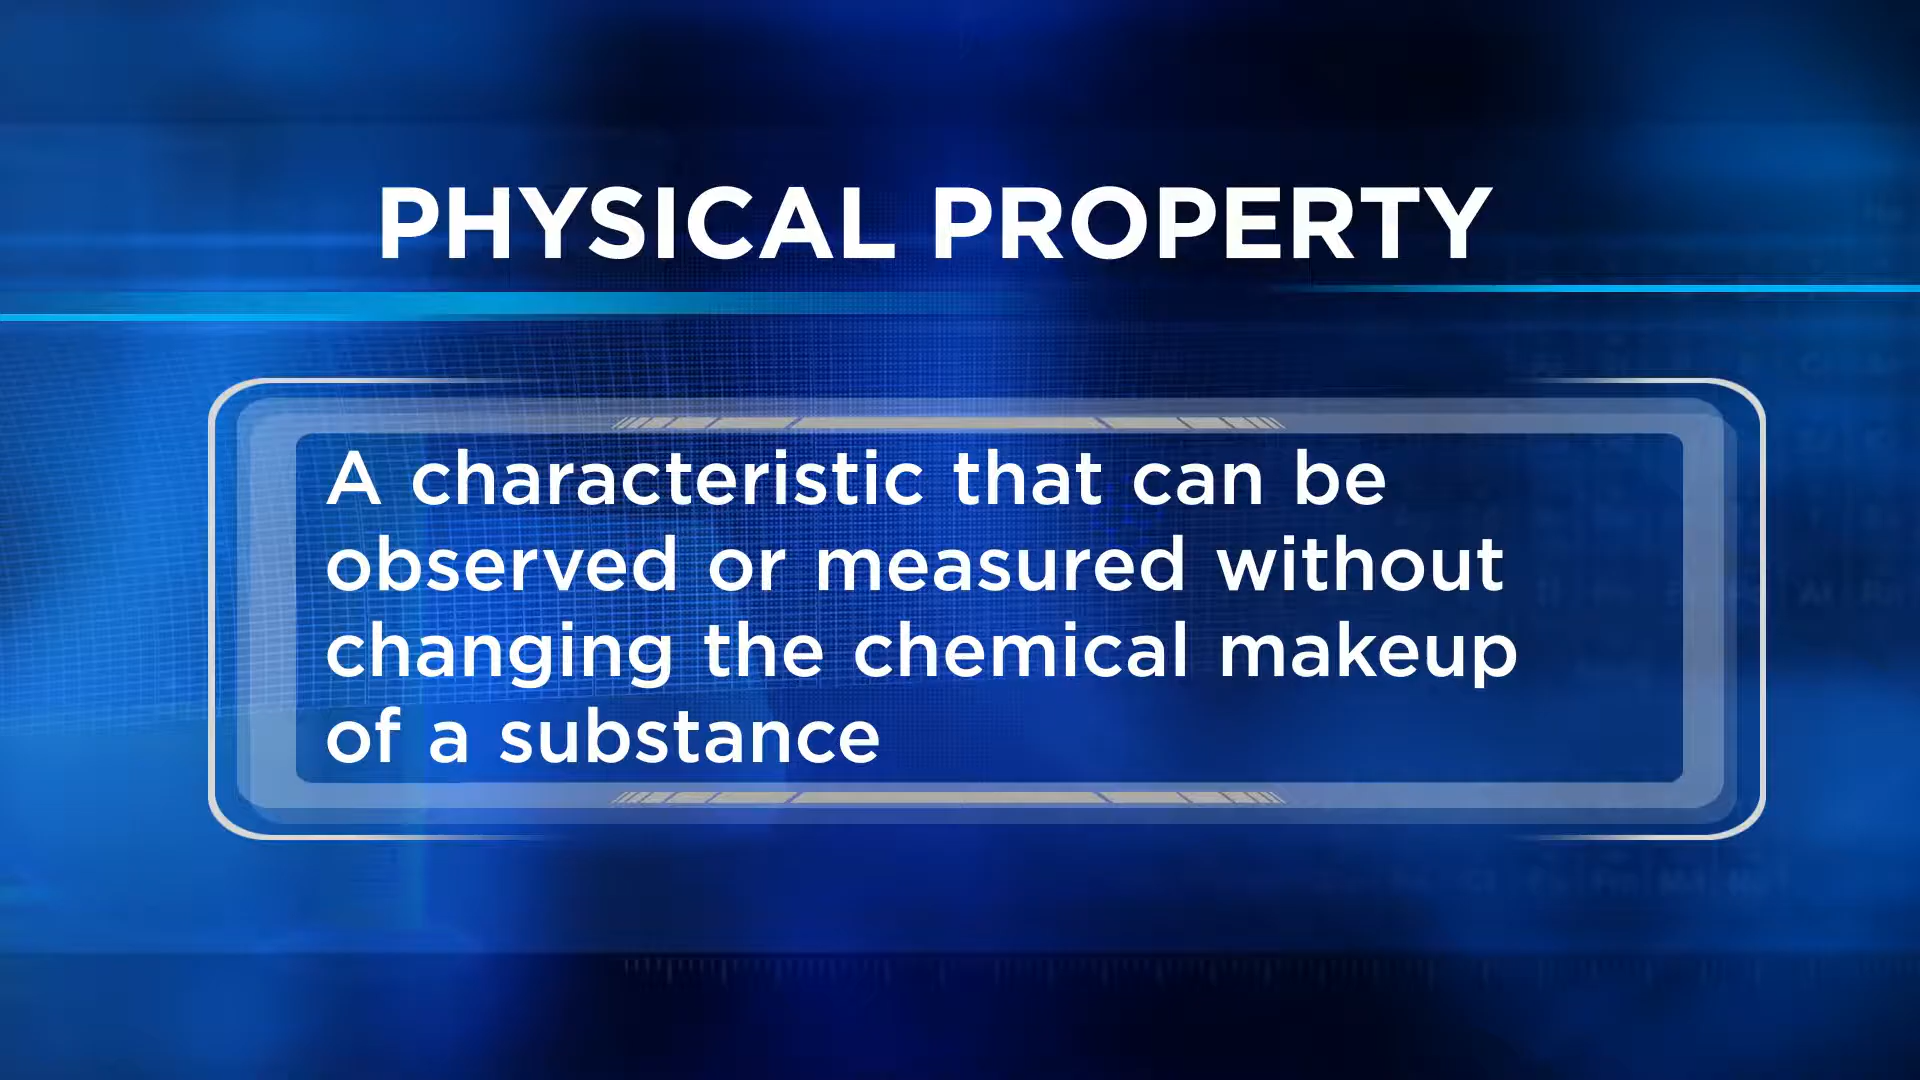 PHYSICAL PROPERTY
A characteristic that can be
observed or measured without
changing the chemical makeup
of a substance